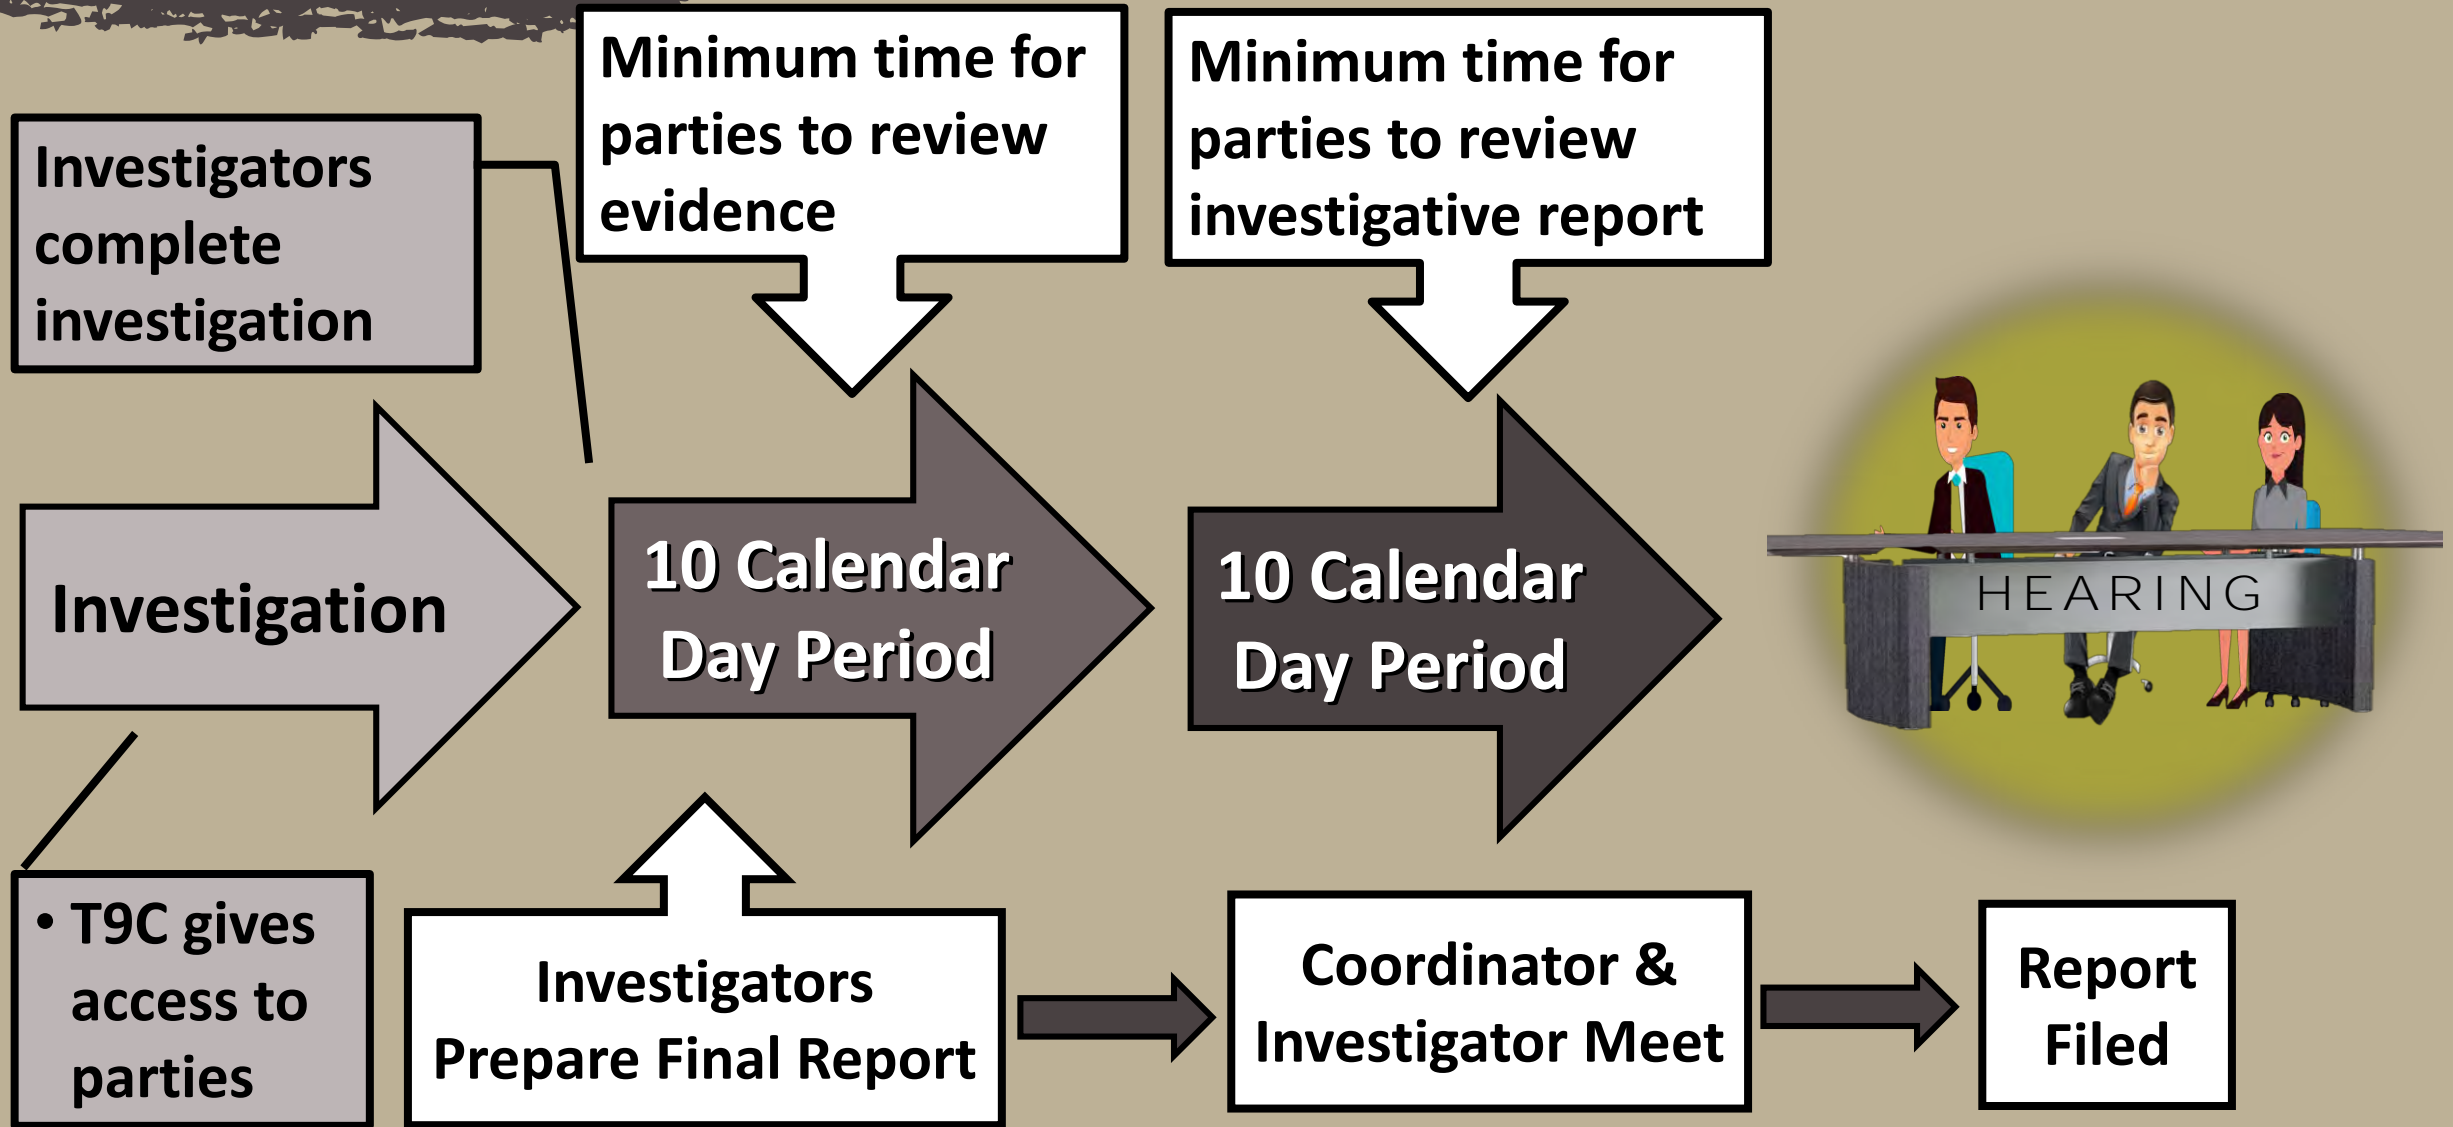 Minimum time for
parties to review
evidence
Minimum time for
parties to review
investigative report
Investigators
complete
investigation
Investigation
10 Calendar
Day Period
10 Calendar
Day Period
HEARING
• T9C gives
access to
parties
Investigators
Prepare Final Report
Coordinator &
Investigator Meet
Report
Filed